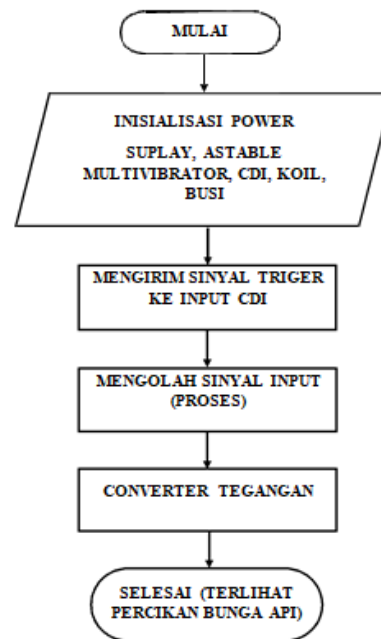 MULAI
INISIALISASI POWER
SUPLAY, ASTABLE
MULTIVIBRATOR, CDI, KOIL,
BUSI
MENGIRIM SINYAL TRIGER
KE INPUT CDI
MENGOLAH SINYAL INPUT
(PROSES)
CONVERTER TEGANGAN
SELESAI (TERLIHAT
PERCIKAN BUNGA API)